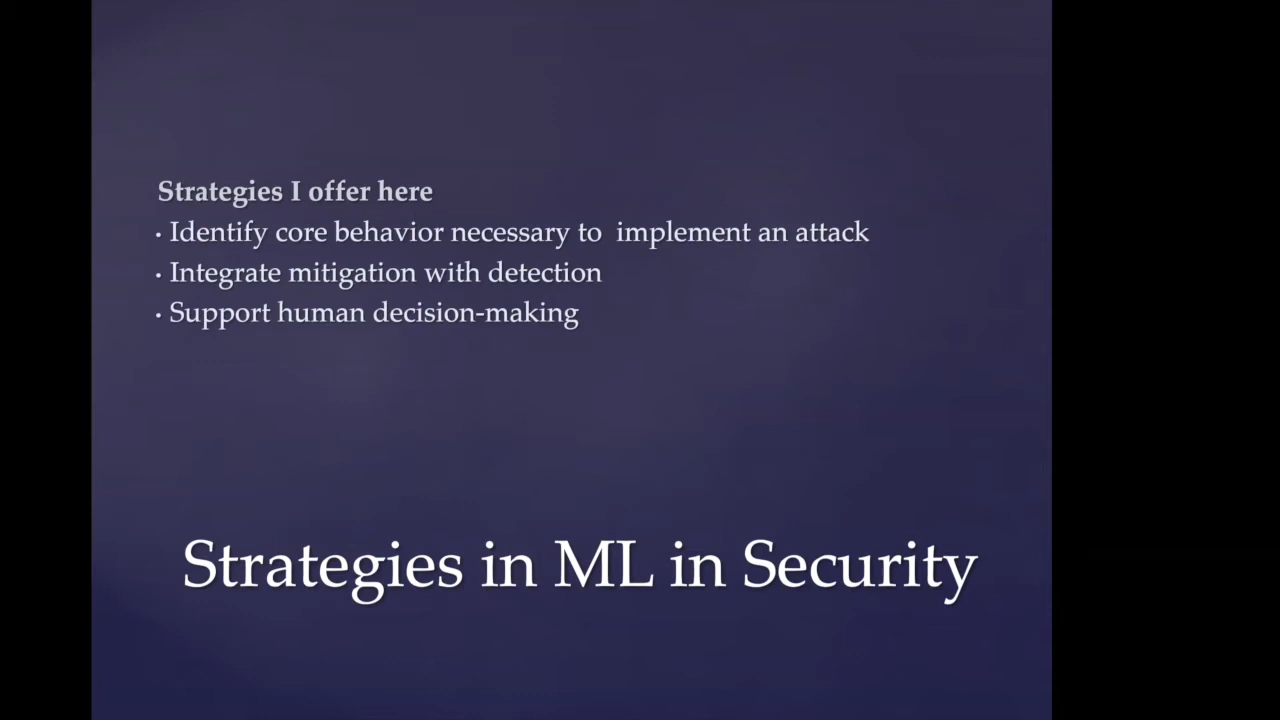 Strategies I offer here
• Identify core behavior necessary to  implement an attack
• Integrate mitigation with detection
• Support human decision-making
Strategies in ML in Security